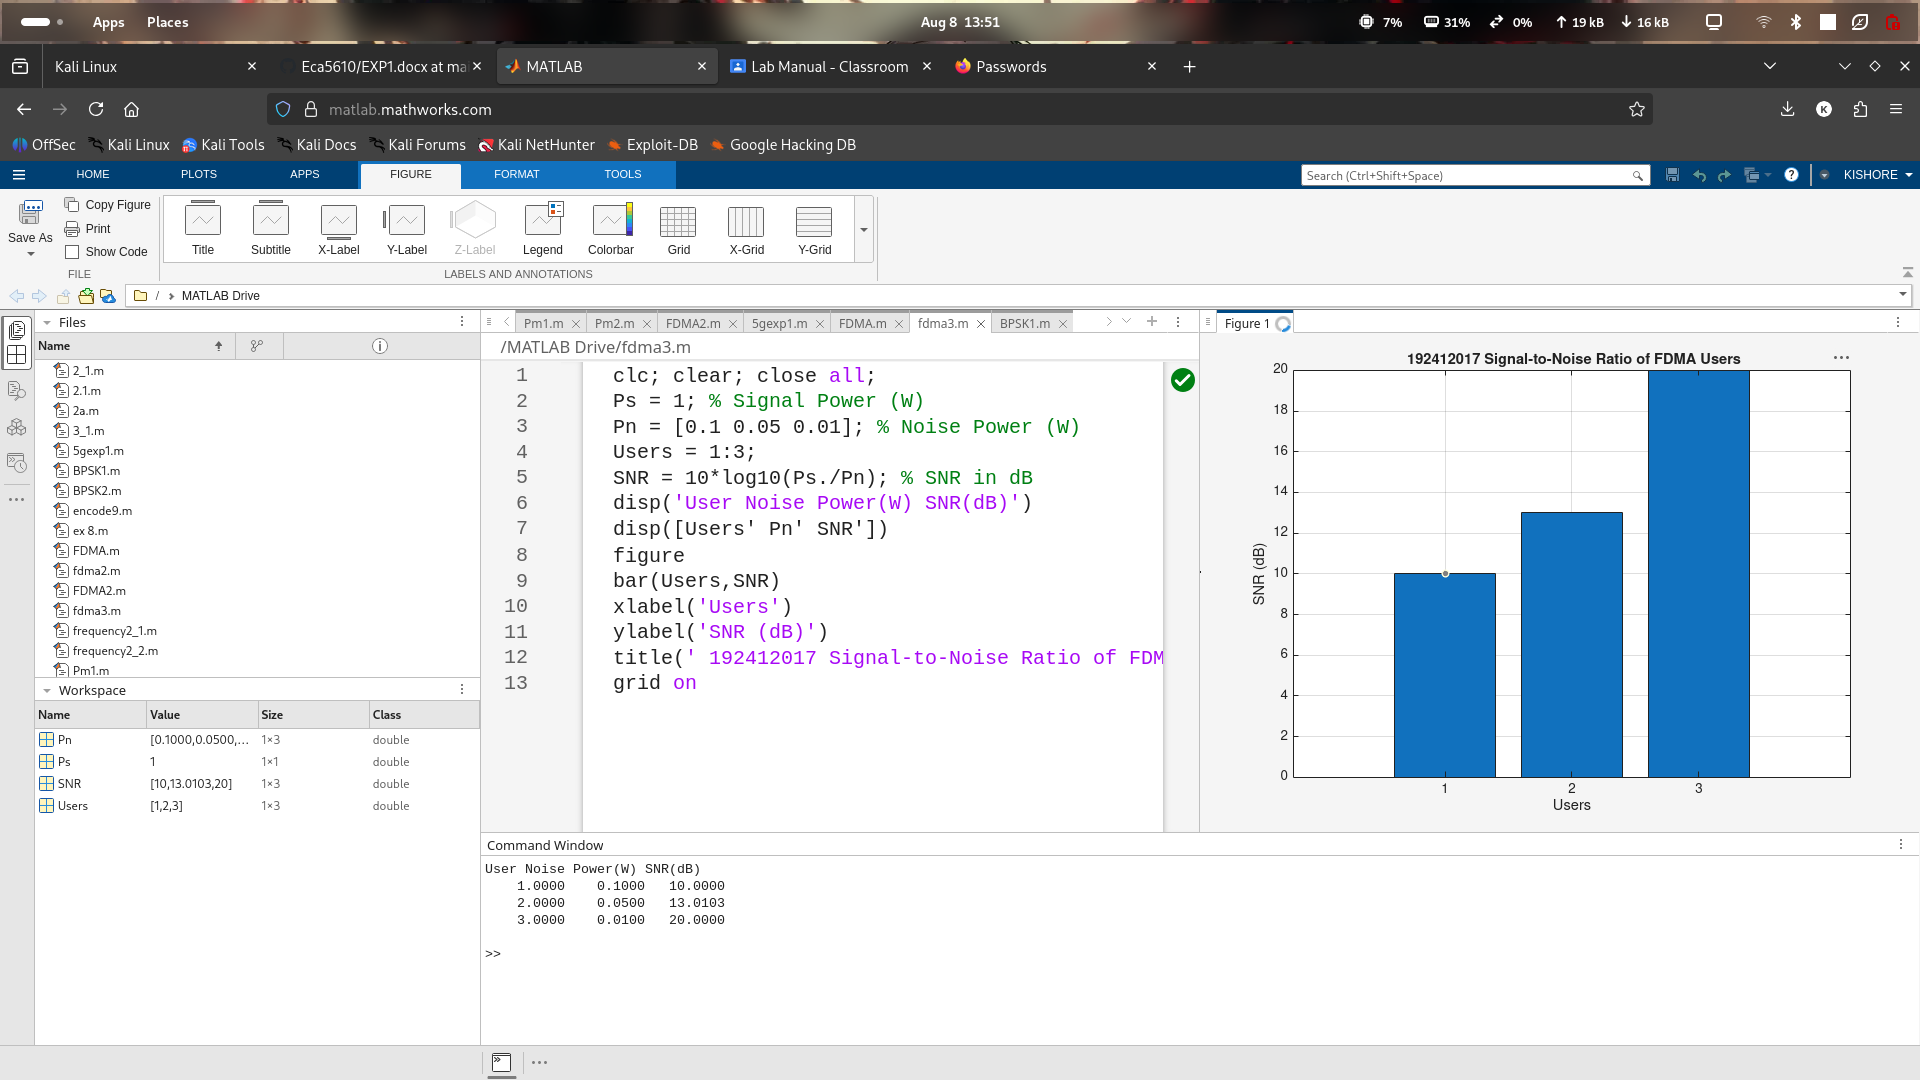 Apps Places Aug 8 13:51 7% 31% 0% 19 kB 16 kB
Kali Linux Eca5610/EXP1.docx at ma MATLAB Lab Manual - Classroom Passwords
matlab.mathworks.com K
OffSec Kali Linux Kali Tools Kali Docs Kali Forums Kali NetHunter Exploit-DB Google Hacking DB
HOME PLOTS APPS FIGURE FORMAT TOOLS Search (Ctrl+Shift+Space) KISHORE
Save As
Copy Figure
Print
Show Code
FILE
Title Subtitle X-Label Y-Label Z-Label Legend Colorbar Grid X-Grid Y-Grid
LABELS AND ANNOTATIONS
/ MATLAB Drive
Files
Name
2_1.m
2.1.m
2a.m
3_1.m
5gexp1.m
BPSK1.m
BPSK2.m
encode9.m
ex 8.m
FDMA.m
fdma2.m
FDMA2.m
fdma3.m
frequency2_1.m
frequency2_2.m
Pm1.m
Workspace
Name Value Size Class
Pn [0.1000,0.0500,... 1×3 double
Ps 1 1×1 double
SNR [10,13.0103,20] 1×3 double
Users [1,2,3] 1×3 double
Pm1.m Pm2.m FDMA2.m 5gexp1.m FDMA.m fdma3.m BPSK1.m
/MATLAB Drive/fdma3.m
1 clc; clear; close all;
2 Ps = 1; % Signal Power (W)
3 Pn = [0.1 0.05 0.01]; % Noise Power (W)
4 Users = 1:3;
5 SNR = 10*log10(Ps./Pn); % SNR in dB
6 disp('User Noise Power(W) SNR(dB)')
7 disp([Users' Pn' SNR'])
8 figure
9 bar(Users,SNR)
10 xlabel('Users')
11 ylabel('SNR (dB)')
12 title(' 192412017 Signal-to-Noise Ratio of FDM
13 grid on
Figure 1
192412017 Signal-to-Noise Ratio of FDMA Users
20
18
16
14
12
10
8
6
4
2
0
SNR (dB)
1 2 3
Users
Command Window
User Noise Power(W) SNR(dB)
1.0000 0.1000 10.0000
2.0000 0.0500 13.0103
3.0000 0.0100 20.0000
>>